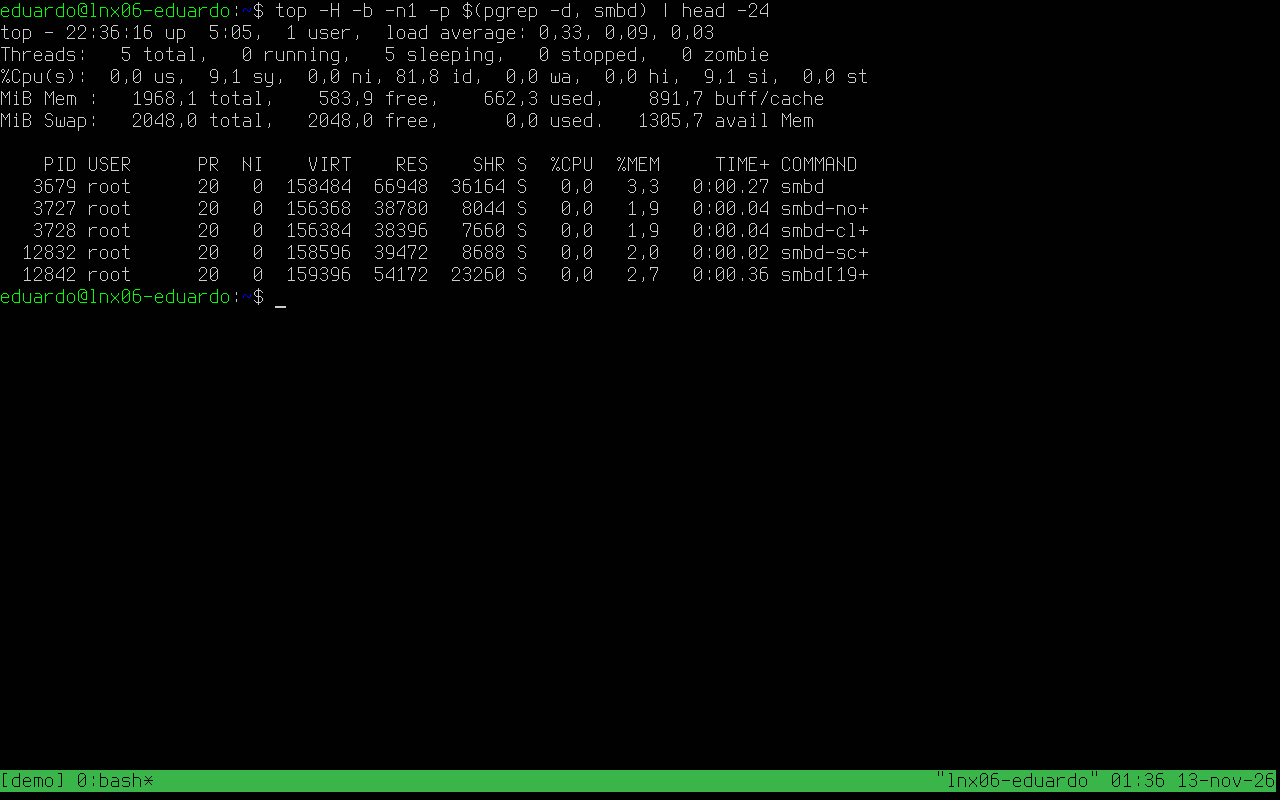 eduardo@lnx06-eduardo:~$ top -H -b -n1 -p $(pgrep -d, smbd) | head -24
top - 22:36:16 up  5:05,  1 user,  load average: 0,33, 0,09, 0,03
Threads:   5 total,   0 running,   5 sleeping,   0 stopped,   0 zombie
%Cpu(s):  0,0 us,  9,1 sy,  0,0 ni, 81,8 id,  0,0 wa,  0,0 hi,  9,1 si,  0,0 st
MiB Mem :   1968,1 total,    583,9 free,    662,3 used,    891,7 buff/cache
MiB Swap:   2048,0 total,   2048,0 free,      0,0 used.   1305,7 avail Mem

    PID USER      PR  NI    VIRT    RES    SHR S  %CPU  %MEM     TIME+ COMMAND
   3679 root      20   0  158484  66948  36164 S   0,0   3,3   0:00.27 smbd
   3727 root      20   0  156368  38780   8044 S   0,0   1,9   0:00.04 smbd-no+
   3728 root      20   0  156384  38396   7660 S   0,0   1,9   0:00.04 smbd-cl+
  12832 root      20   0  158596  39472   8688 S   0,0   2,0   0:00.02 smbd-sc+
  12842 root      20   0  159396  54172  23260 S   0,0   2,7   0:00.36 smbd[19+
eduardo@lnx06-eduardo:~$ _
[demo] 0:bash* "lnx06-eduardo" 01:36 13-nov-26